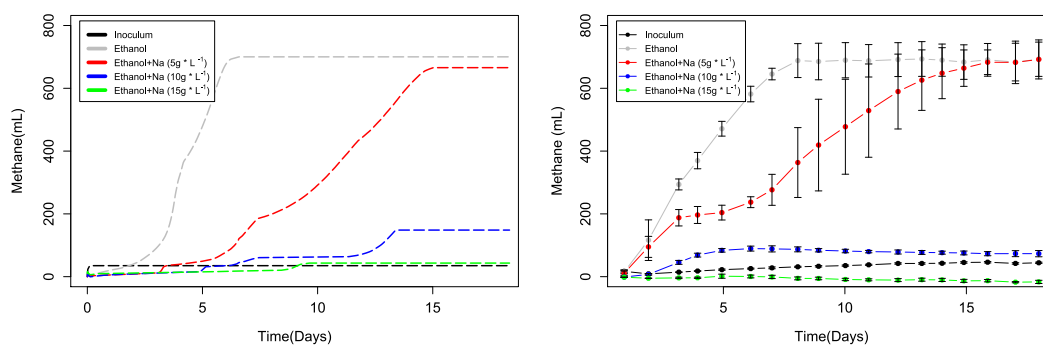 800
600
400
200
0
Methane(mL)
Inoculum
Ethanol
Ethanol+Na (5g * L⁻¹)
Ethanol+Na (10g * L⁻¹)
Ethanol+Na (15g * L⁻¹)
0 5 10 15
Time(Days)
800
600
400
200
0
Methane (mL)
Inoculum
Ethanol
Ethanol+Na (5g * L⁻¹)
Ethanol+Na (10g * L⁻¹)
Ethanol+Na (15g * L⁻¹)
5 10 15
Time(Days)